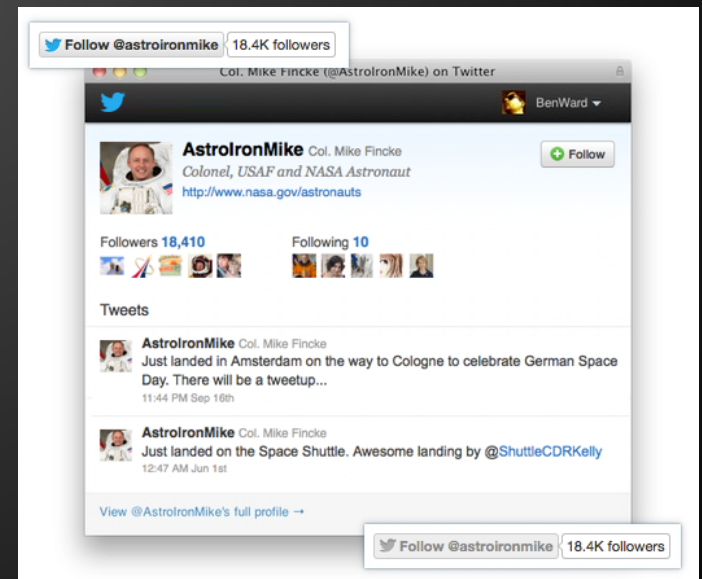 Follow @astroironmike 18.4K followers
Col. Mike Fincke (@AstroIronMike) on Twitter
BenWard
AstroIronMike Col. Mike Fincke
Colonel, USAF and NASA Astronaut
http://www.nasa.gov/astronauts
Follow
Followers 18,410 Following 10
Tweets
AstroIronMike Col. Mike Fincke
Just landed in Amsterdam on the way to Cologne to celebrate German Space
Day. There will be a tweetup...
11:44 PM Sep 16th
AstroIronMike Col. Mike Fincke
Just landed on the Space Shuttle. Awesome landing by @ShuttleCDRKelly
12:47 AM Jun 1st
View @AstroIronMike's full profile →
Follow @astroironmike 18.4K followers